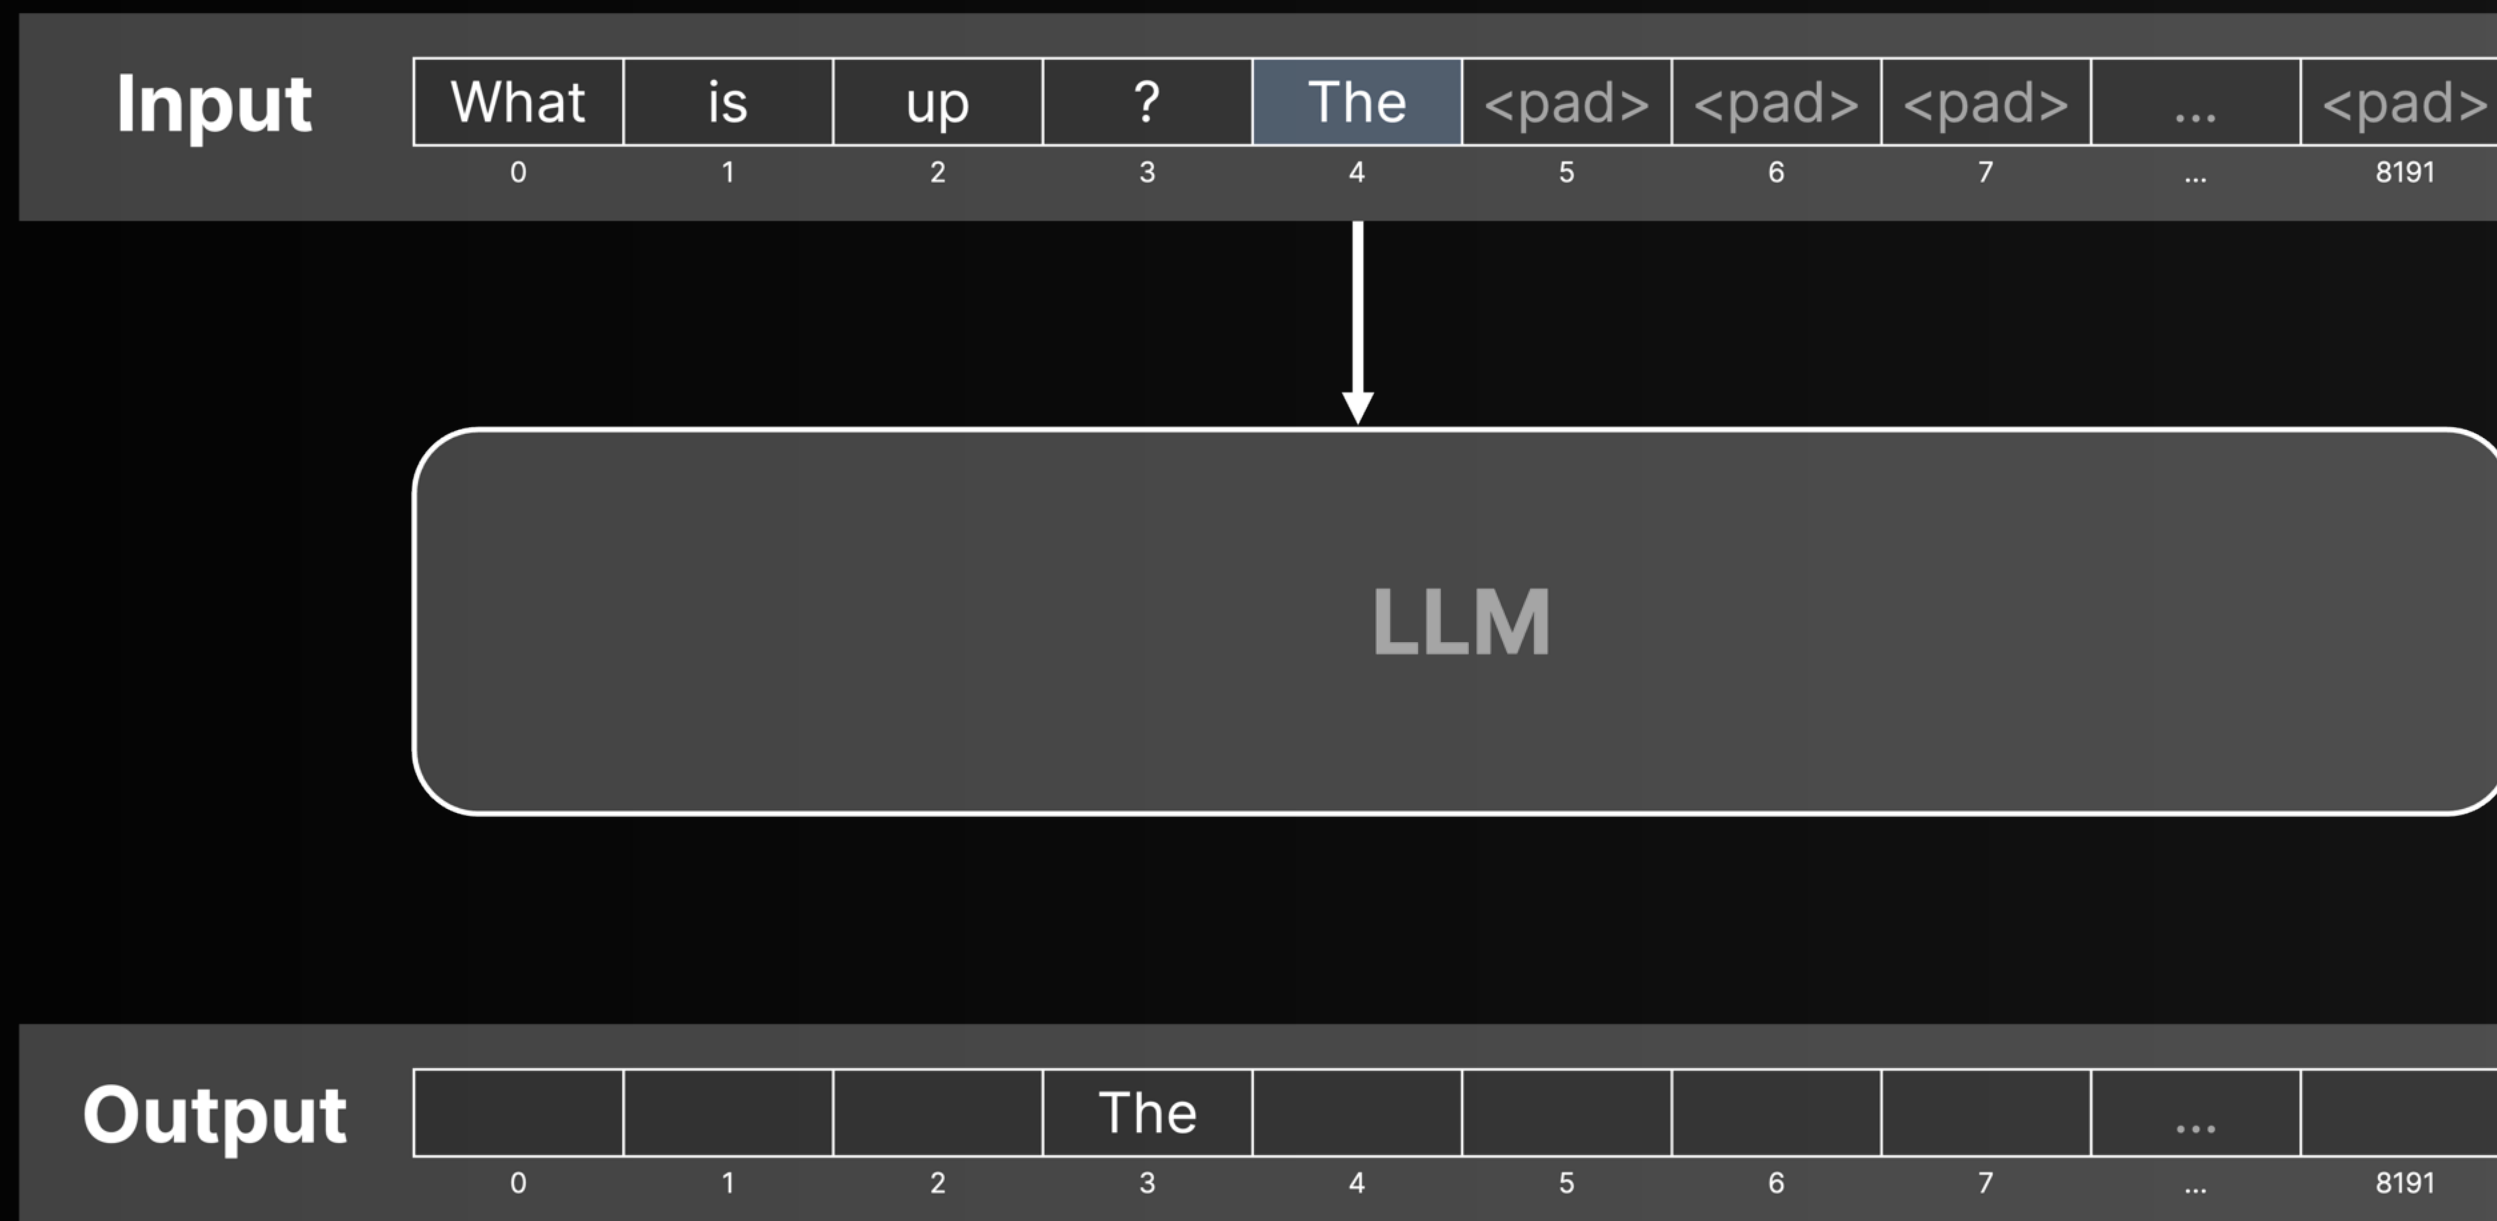 Input What is up ? The <pad> <pad> <pad> ... <pad>
0 1 2 3 4 5 6 7 ... 8191
LLM
Output The ...
0 1 2 3 4 5 6 7 ... 8191